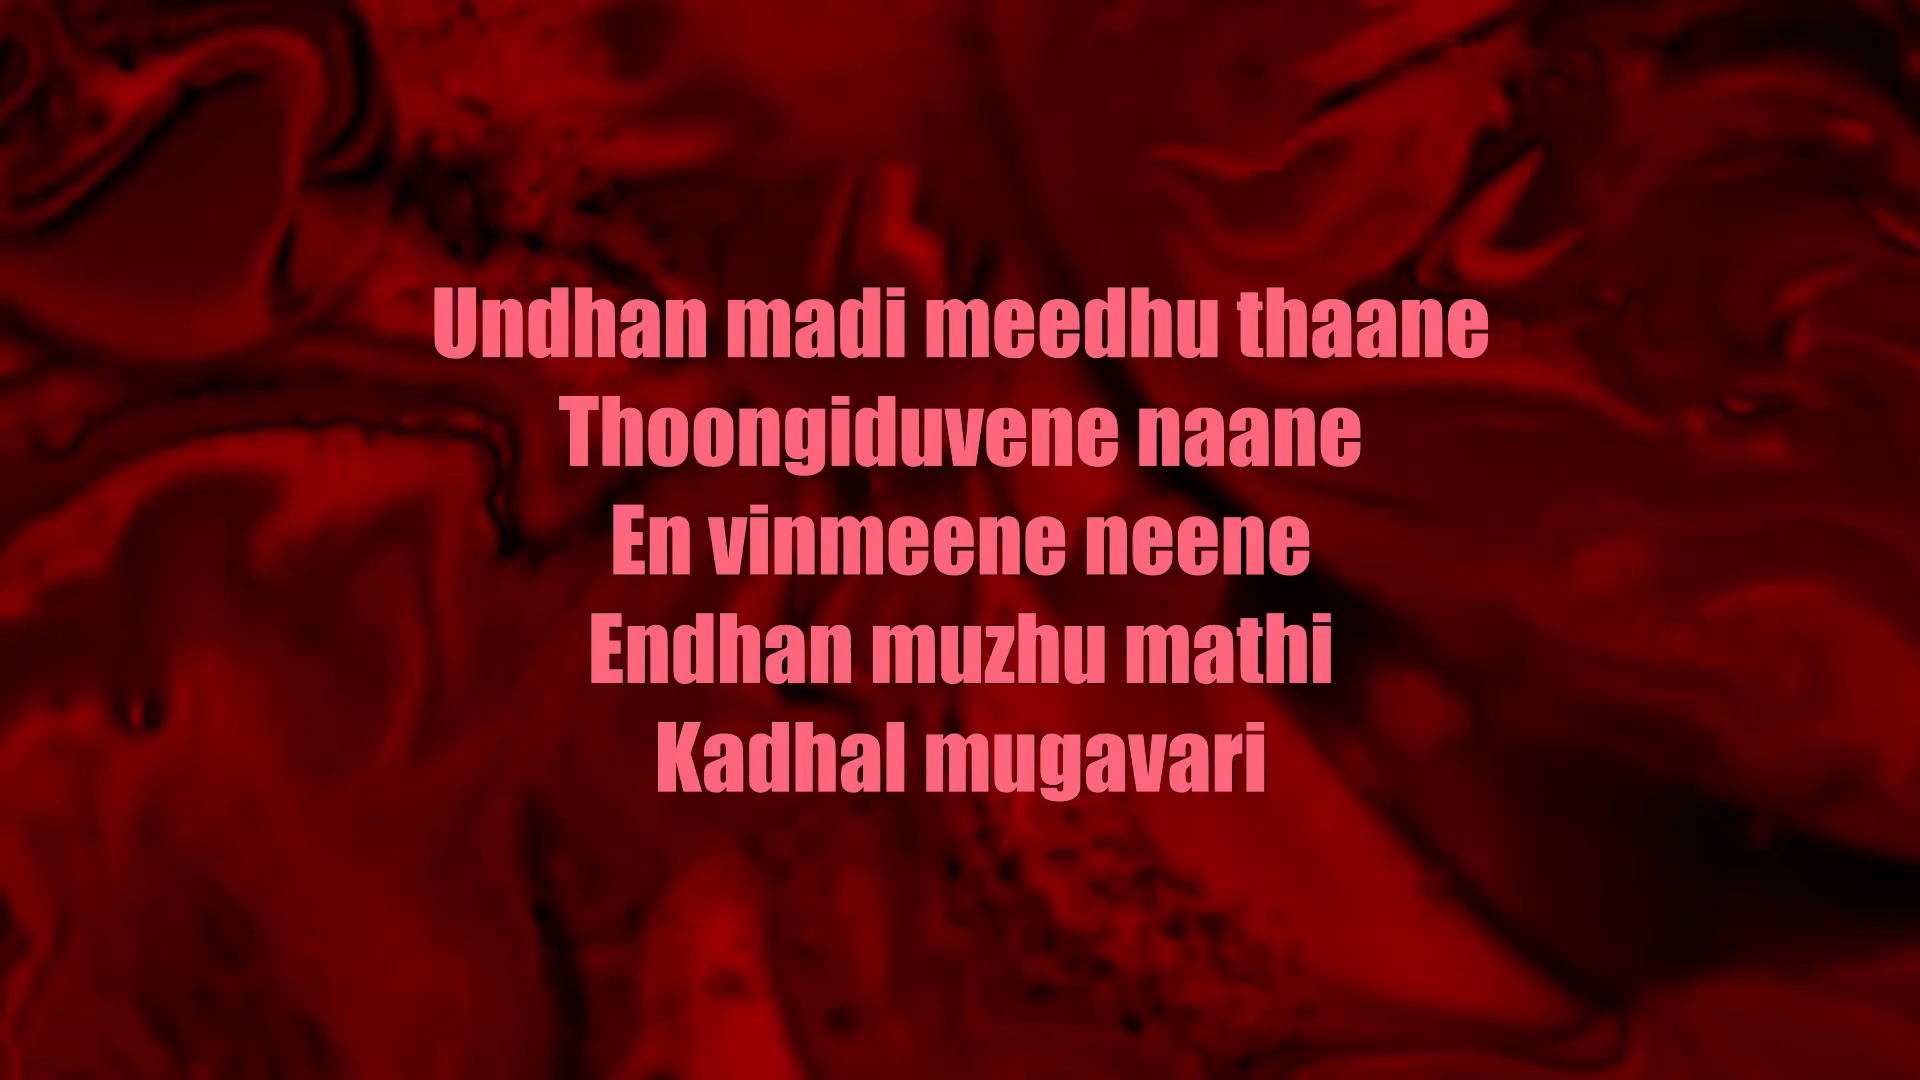 Undhan madi meedhu thaane
Thoongiduvene naane
En vinmeene neene
Endhan muzhu mathi
Kadhal mugavari